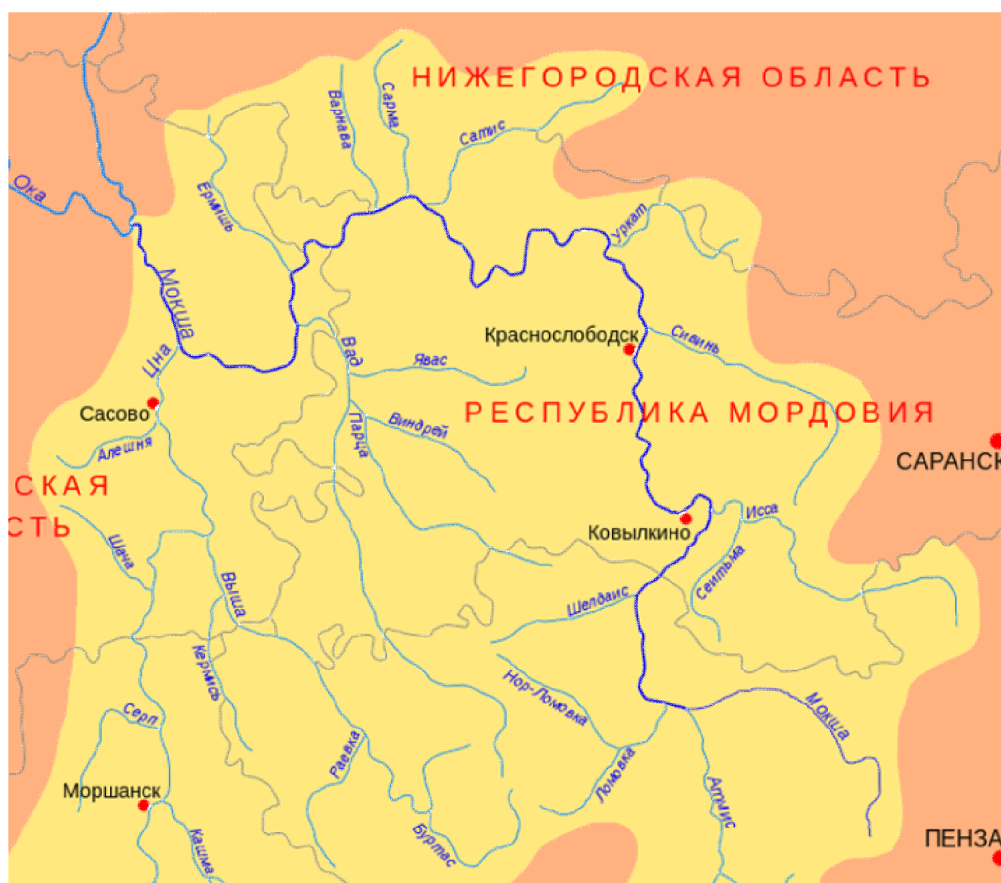 НИЖЕГОРОДСКАЯ ОБЛАСТЬ
Варнава
Сарма
Сатис
Ока
Ермишь
Уркат
Мокша
Краснослободск
Сивинь
Цна
Вад
Явас
Сасово
РЕСПУБЛИКА МОРДОВИЯ
Алешня
Парца
Виндрей
САРАНСК
СКАЯ
СТЬ
Ковылкино
Исса
Шача
Выша
Шелдаис
Сеитьма
Кермись
Нор-Ломовка
Мокша
Серп
Раевка
Ломовка
Моршанск
Атмис
Кашма
Буртас
ПЕНЗА